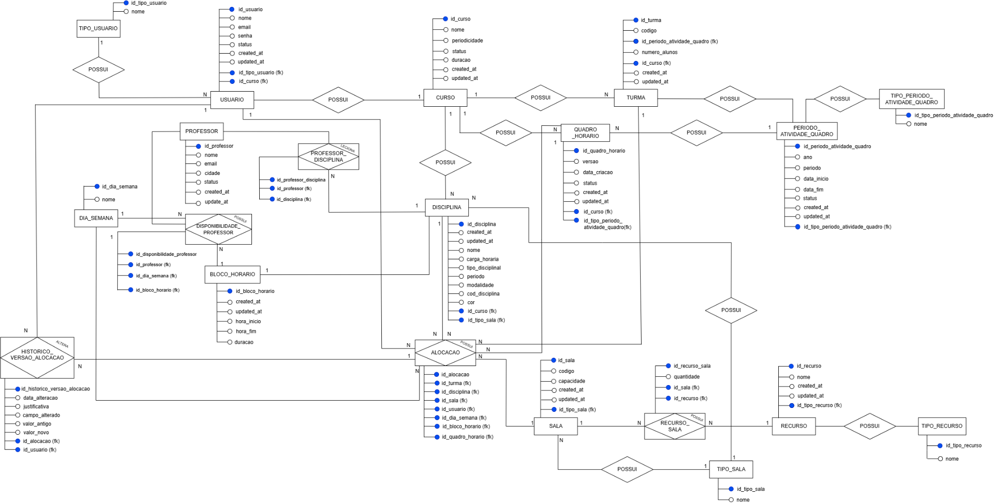 id_tipo_usuario
nome
TIPO_USUARIO
1
POSSUI
N
id_usuario
nome
email
senha
status
created_at
updated_at
id_tipo_usuario (fk)
id_curso (fk)
USUARIO
1
1
POSSUI
1
id_curso
nome
periodicidade
status
duracao
created_at
updated_at
CURSO
1
1
1
POSSUI
N
id_turma
codigo
id_periodo_atividade_quadro (fk)
numero_alunos
id_curso (fk)
created_at
updated_at
TURMA
1
POSSUI
POSSUI
TIPO_PERIODO_
ATIVIDADE_QUADRO
id_tipo_periodo_atividade_quadro
nome
PERIODO_
ATIVIDADE_QUADRO
1
id_periodo_atividade_quadro
ano
periodo
data_inicio
data_fim
status
created_at
updated_at
id_tipo_periodo_atividade_quadro (fk)
POSSUI
N
QUADRO
_HORARIO
N
1
POSSUI
id_quadro_horario
versao
data_criacao
status
created_at
updated_at
id_curso (fk)
id_tipo_periodo_
atividade_quadro(fk)
PROFESSOR
id_professor
nome
email
cidade
status
created_at
update_at
LECIONA
PROFESSOR_
DISCIPLINA
N
id_professor_disciplina
id_professor (fk)
id_disciplina (fk)
POSSUI
N
N
1
DISCIPLINA
1
id_disciplina
created_at
updated_at
nome
carga_horaria
tipo_disciplinal
periodo
modalidade
cod_disciplina
cor
id_curso (fk)
id_tipo_sala (fk)
id_dia_semana
nome
DIA_SEMANA
1
N
POSSUI
DISPONIBILIDADE_
PROFESSOR
1
N
id_disponibilidade_professor
id_professor (fk)
id_dia_semana (fk)
id_bloco_horario (fk)
1
BLOCO_HORARIO
1
id_bloco_horario
created_at
updated_at
hora_inicio
hora_fim
duracao
POSSUI
N
ALTERA
HISTORICO_
VERSAO_ALOCACAO
N
id_historico_versao_alocacao
data_alteracao
justificativa
campo_alterado
valor_antigo
valor_novo
id_alocacao (fk)
id_usuario (fk)
N
N
N
1
N
POSSUI
ALOCACAO
N
N
N
id_alocacao
id_turma (fk)
id_disciplina (fk)
id_sala (fk)
id_usuario (fk)
id_dia_semana (fk)
id_bloco_horario (fk)
id_quadro_horario (fk)
id_sala
codigo
capacidade
created_at
updated_at
id_tipo_sala (fk)
1
SALA
1
N
N
id_recurso_sala
quantidade
id_sala (fk)
id_recurso (fk)
POSSUI
RECURSO_
SALA
N
1
id_recurso
nome
created_at
updated_at
id_tipo_recurso (fk)
RECURSO
POSSUI
TIPO_RECURSO
id_tipo_recurso
nome
POSSUI
1
1
TIPO_SALA
id_tipo_sala
nome